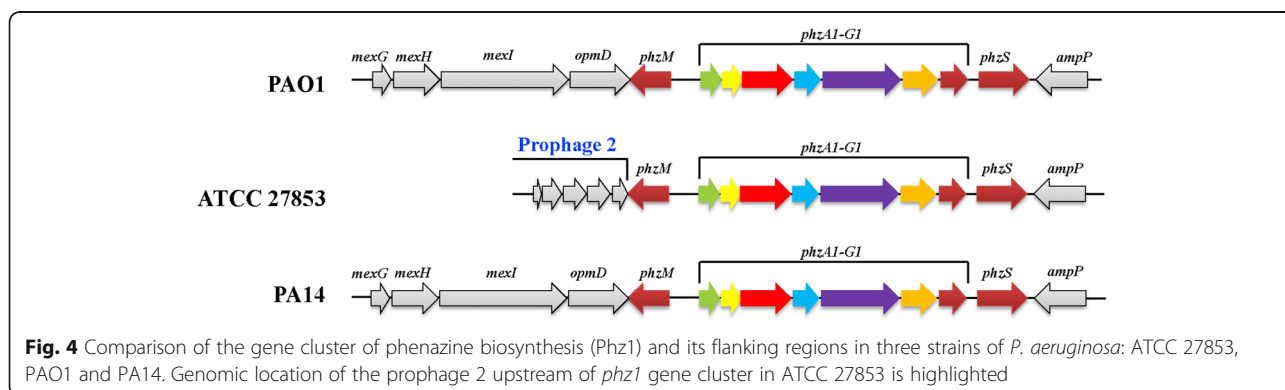 phzA1-G1
mexG mexH mexI opmD phzM phzS ampP
PAO1
Prophage 2
phzA1-G1
phzM phzS ampP
ATCC 27853
phzA1-G1
mexG mexH mexI opmD phzM phzS ampP
PA14
Fig. 4 Comparison of the gene cluster of phenazine biosynthesis (Phz1) and its flanking regions in three strains of P. aeruginosa: ATCC 27853,
PAO1 and PA14. Genomic location of the prophage 2 upstream of phz1 gene cluster in ATCC 27853 is highlighted